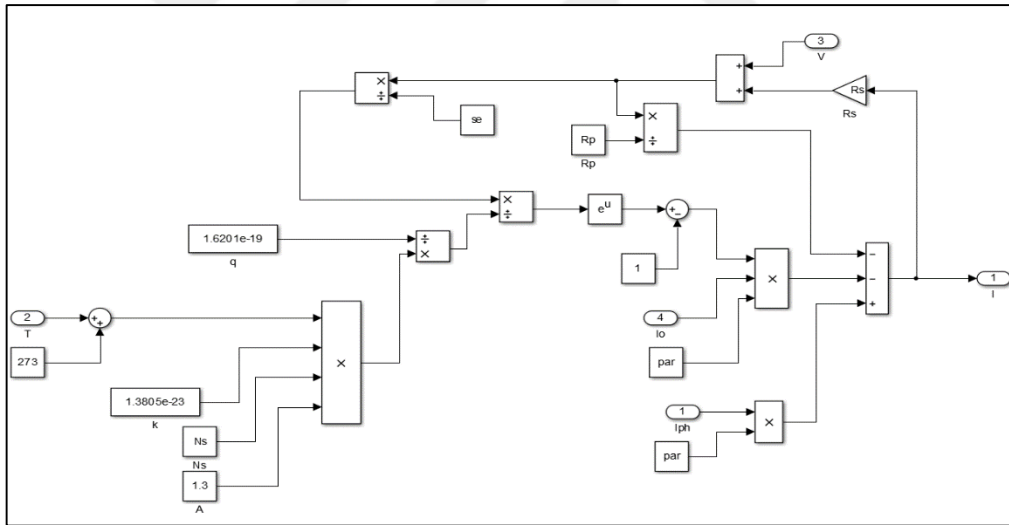 3
V
+
+
Rs
Rs
×
÷
se
×
÷
Rp
Rp
×
÷
e^u
+
−
1.6201e-19
q
÷
×
1
×
−
−
+
1
I
2
T
+
+
273
×
4
Io
par
1.3805e-23
k
1
Iph
×
par
Ns
Ns
1.3
A